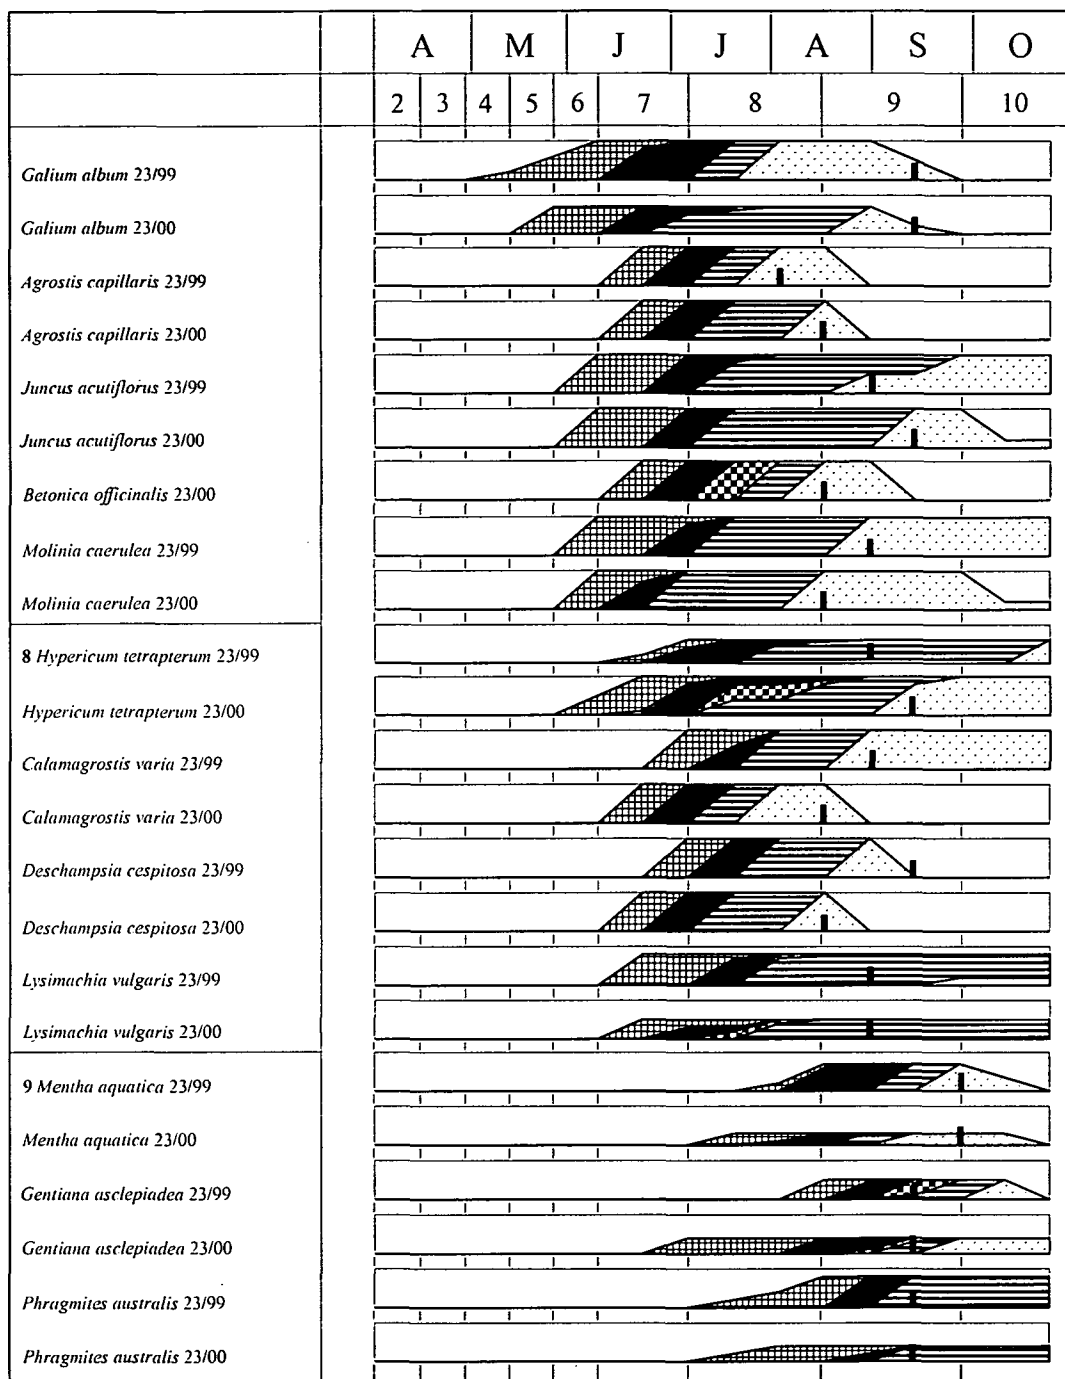 A M J J A S O
2 3 4 5 6 7 8 9 10
Galium album 23/99
Galium album 23/00
Agrostis capillaris 23/99
Agrostis capillaris 23/00
Juncus acutiflorus 23/99
Juncus acutiflorus 23/00
Betonica officinalis 23/00
Molinia caerulea 23/99
Molinia caerulea 23/00
8 Hypericum tetrapterum 23/99
Hypericum tetrapterum 23/00
Calamagrostis varia 23/99
Calamagrostis varia 23/00
Deschampsia cespitosa 23/99
Deschampsia cespitosa 23/00
Lysimachia vulgaris 23/99
Lysimachia vulgaris 23/00
9 Mentha aquatica 23/99
Mentha aquatica 23/00
Gentiana asclepiadea 23/99
Gentiana asclepiadea 23/00
Phragmites australis 23/99
Phragmites australis 23/00